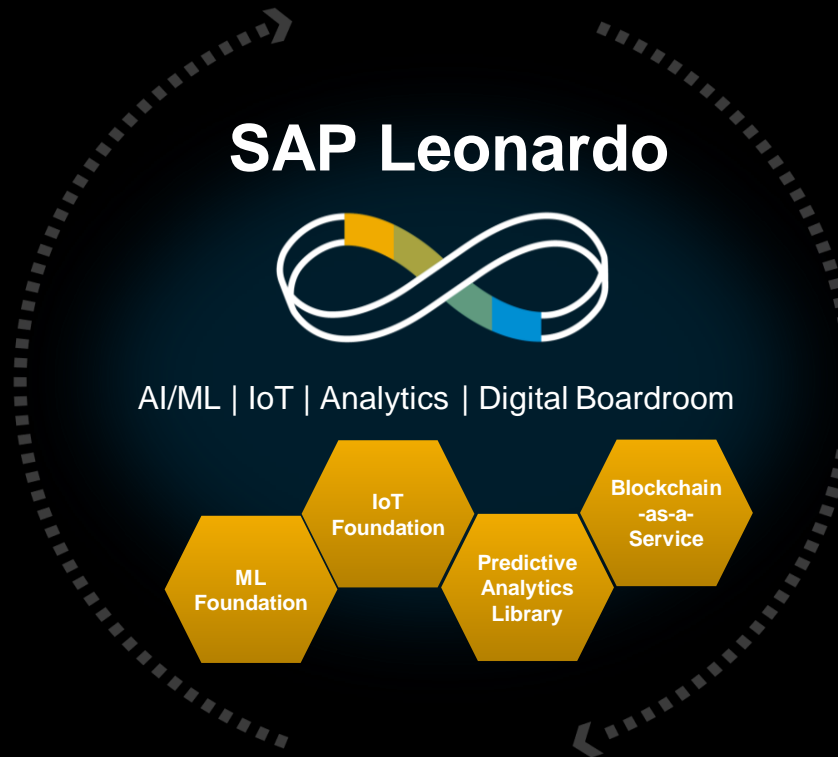 SAP Leonardo
AI/ML | IoT | Analytics | Digital Boardroom
ML
Foundation
IoT
Foundation
Predictive
Analytics
Library
Blockchain
-as-a-
Service